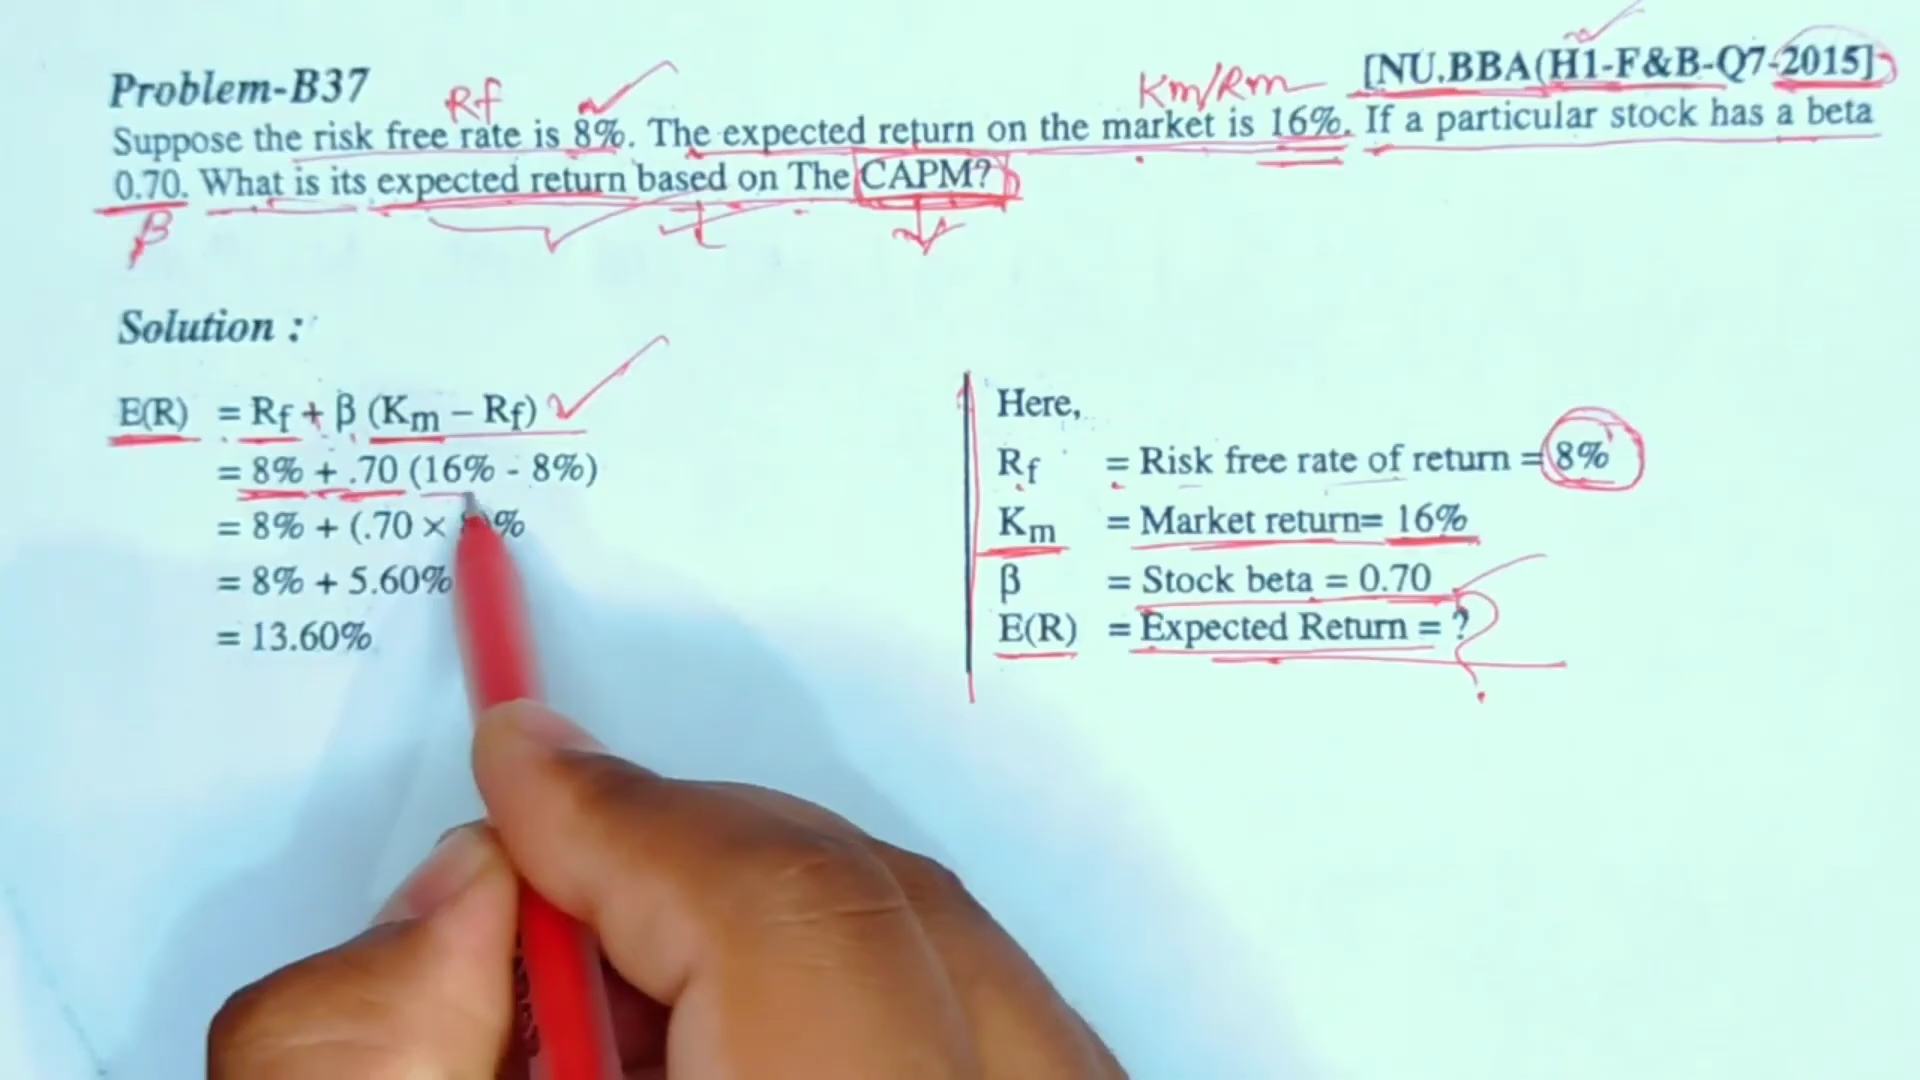 [NU.BBA(H1-F&B-Q7-2015]
Problem-B37
Rf
Km/Rm
Suppose the risk free rate is 8%. The expected return on the market is 16%. If a particular stock has a beta
0.70. What is its expected return based on The CAPM?
β
Solution :
E(R) = Rf + β (Km – Rf)
= 8% + .70 (16% - 8%)
= 8% + (.70 × %
= 8% + 5.60%
= 13.60%
Here,
Rf = Risk free rate of return = 8%
Km = Market return= 16%
β = Stock beta = 0.70
E(R) = Expected Return = ?